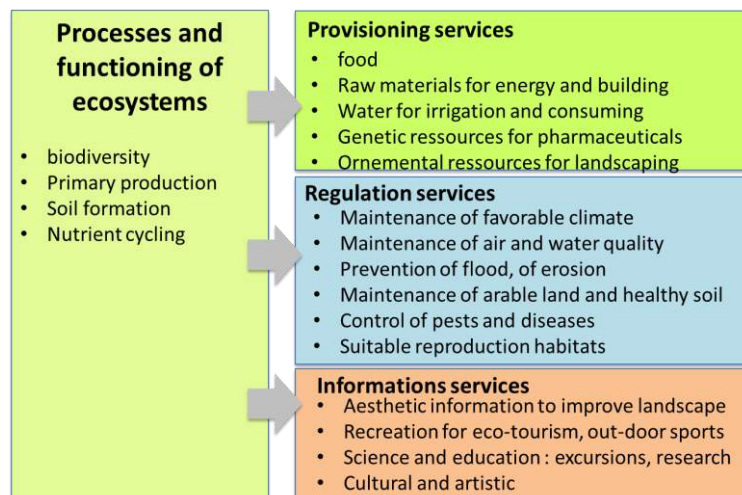 Processes and
functioning of
ecosystems
• biodiversity
• Primary production
• Soil formation
• Nutrient cycling
Provisioning services
• food
• Raw materials for energy and building
• Water for irrigation and consuming
• Genetic ressources for pharmaceuticals
• Ornemental ressources for landscaping
Regulation services
• Maintenance of favorable climate
• Maintenance of air and water quality
• Prevention of flood, of erosion
• Maintenance of arable land and healthy soil
• Control of pests and diseases
• Suitable reproduction habitats
Informations services
• Aesthetic information to improve landscape
• Recreation for eco-tourism, out-door sports
• Science and education : excursions, research
• Cultural and artistic